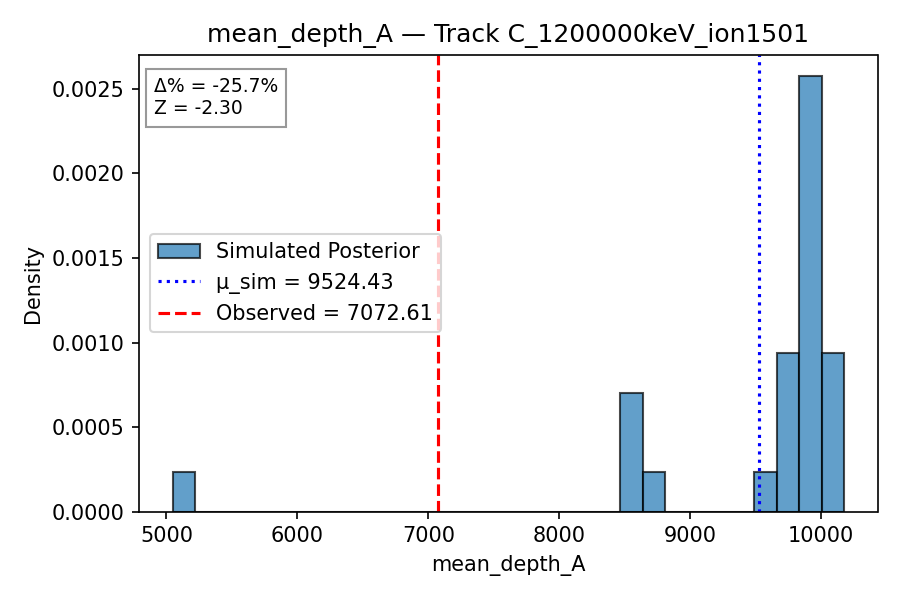 mean_depth_A — Track C_1200000keV_ion1501
Δ% = -25.7%
Z = -2.30
Simulated Posterior
μ_sim = 9524.43
Observed = 7072.61
Density
0.0025
0.0020
0.0015
0.0010
0.0005
0.0000
5000 6000 7000 8000 9000 10000
mean_depth_A